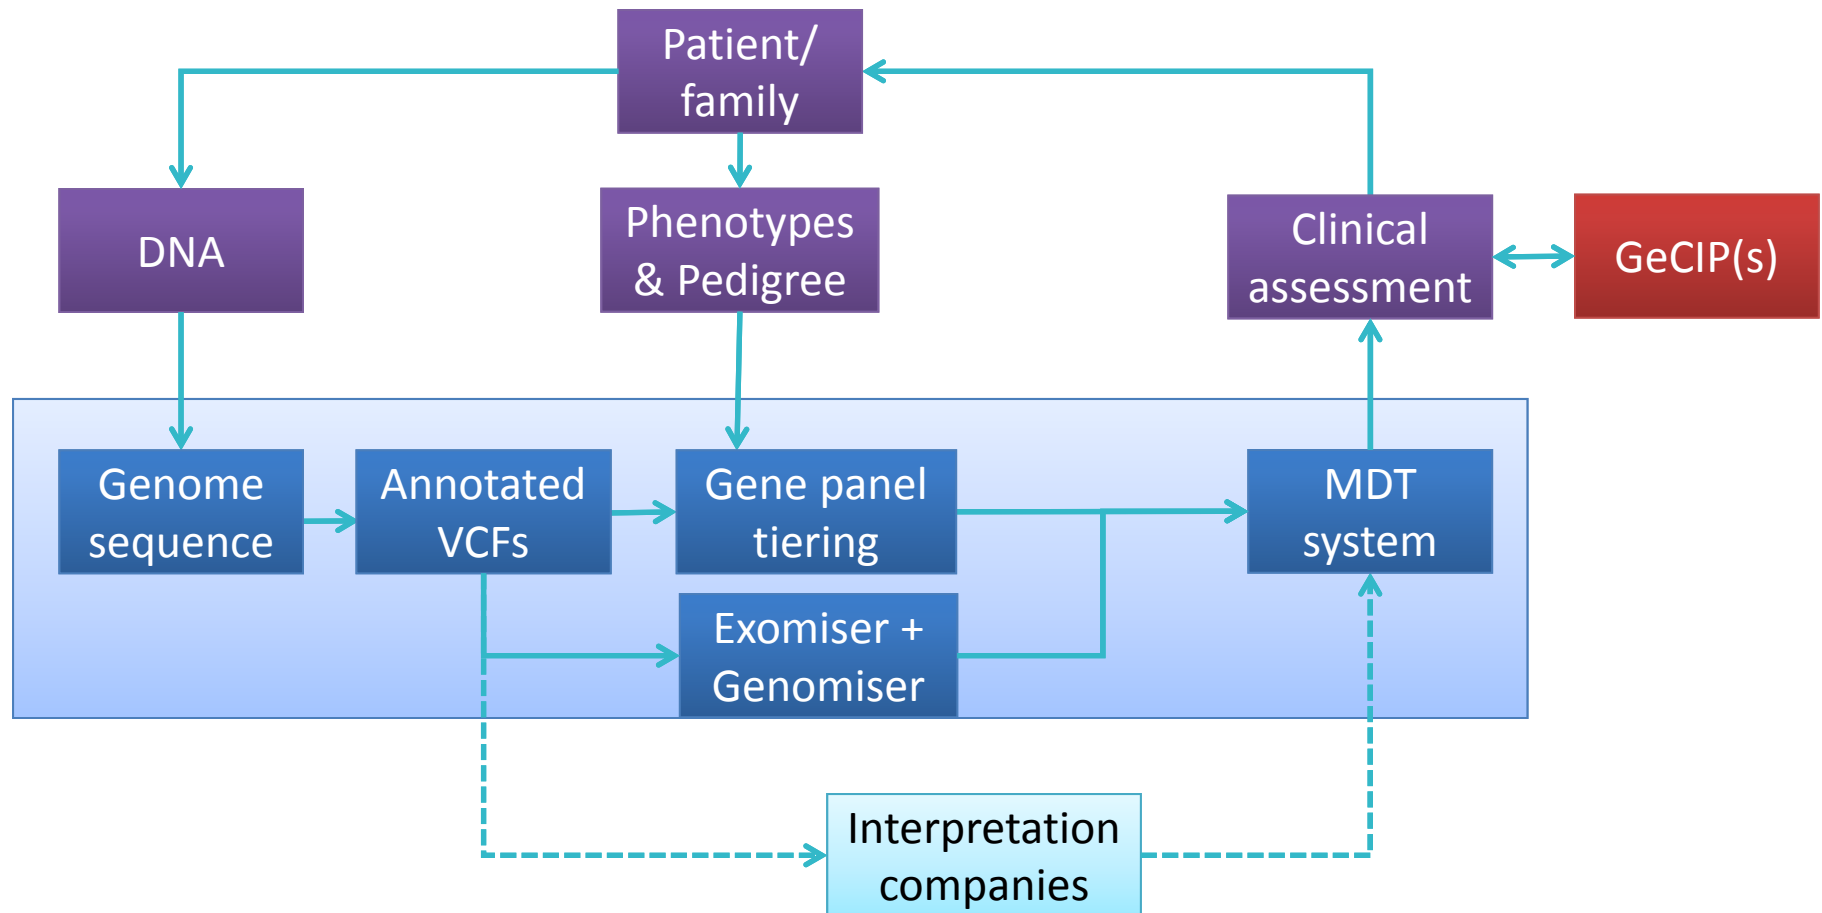 Patient/
family
DNA
Phenotypes
& Pedigree
Clinical
assessment
GeCIP(s)
Genome
sequence
Annotated
VCFs
Gene panel
tiering
MDT
system
Exomiser +
Genomiser
Interpretation
companies